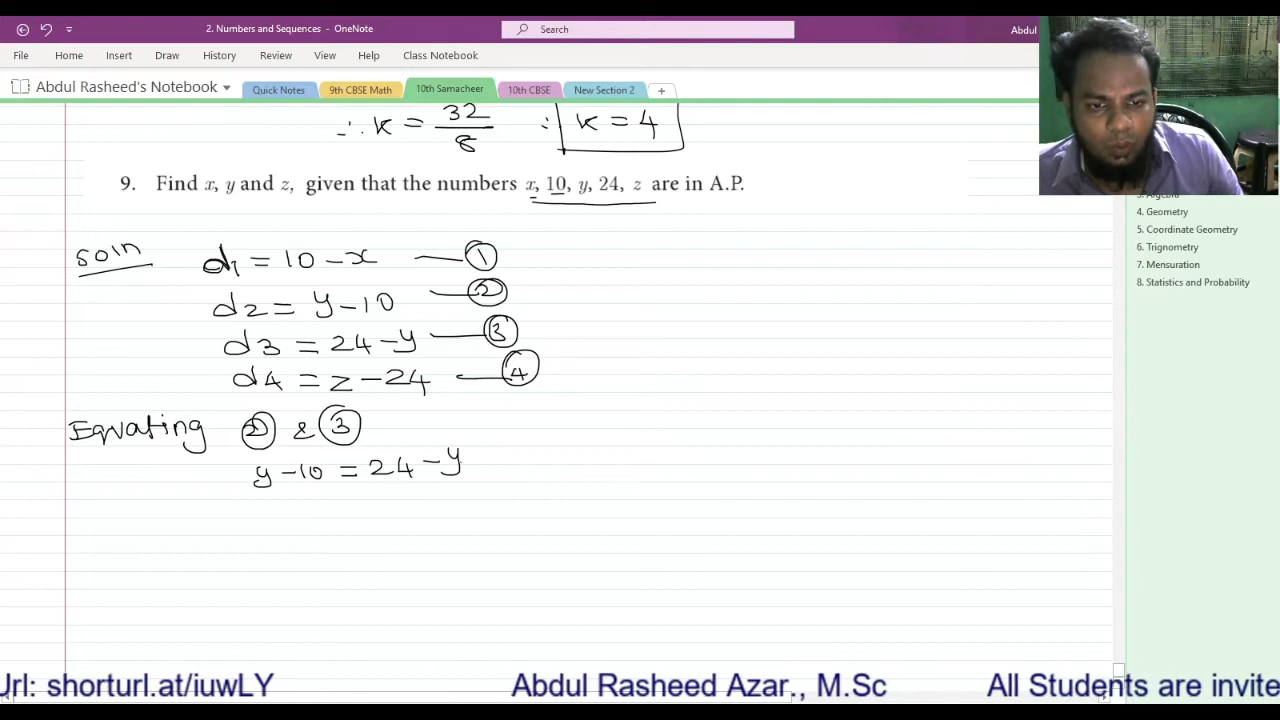 2. Numbers and Sequences - OneNote
Search
Abdul
File Home Insert Draw History Review View Help Class Notebook
Abdul Rasheed's Notebook
Quick Notes 9th CBSE Math 10th Samacheer 10th CBSE New Section 2 +
∴ K = 32/8 ∴ K = 4
9. Find x, y and z, given that the numbers x, 10, y, 24, z are in A.P.
Soln d1 = 10 - x — ①
d2 = y - 10 — ②
d3 = 24 - y — ③
d4 = z - 24 — ④
Equating ② & ③
y - 10 = 24 - y
3. Algebra
4. Geometry
5. Coordinate Geometry
6. Trignometry
7. Mensuration
8. Statistics and Probability
Url: shorturl.at/iuwLY Abdul Rasheed Azar., M.Sc All Students are invite